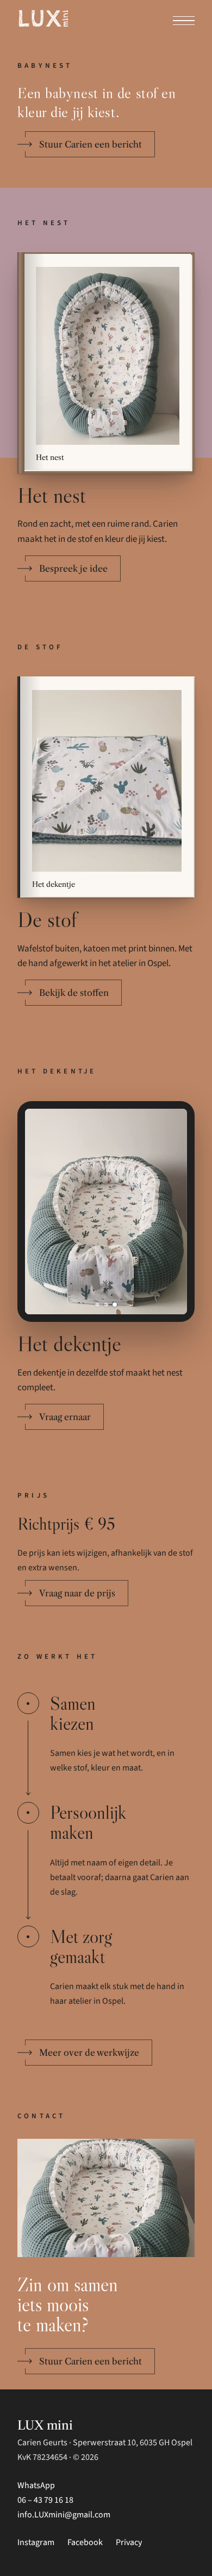 LUX mini
BABYNEST
Een babynest in de stof en
kleur die jij kiest.
Stuur Carien een bericht
HET NEST
Het nest
Het nest
Rond en zacht, met een ruime rand. Carien
maakt het in de stof en kleur die jij kiest.
Bespreek je idee
DE STOF
Het dekentje
De stof
Wafelstof buiten, katoen met print binnen. Met
de hand afgewerkt in het atelier in Ospel.
Bekijk de stoffen
HET DEKENTJE
Het dekentje
Een dekentje in dezelfde stof maakt het nest
compleet.
Vraag ernaar
PRIJS
Richtprijs € 95
De prijs kan iets wijzigen, afhankelijk van de stof
en extra wensen.
Vraag naar de prijs
ZO WERKT HET
Samen
kiezen
Samen kies je wat het wordt, en in
welke stof, kleur en maat.
Persoonlijk
maken
Altijd met naam of eigen detail. Je
betaalt vooraf; daarna gaat Carien aan
de slag.
Met zorg
gemaakt
Carien maakt elk stuk met de hand in
haar atelier in Ospel.
Meer over de werkwijze
CONTACT
Zin om samen
iets moois
te maken?
Stuur Carien een bericht
LUX mini
Carien Geurts · Sperwerstraat 10, 6035 GH Ospel
KvK 78234654 · © 2026
WhatsApp
06 – 43 79 16 18
info.LUXmini@gmail.com
Instagram Facebook Privacy